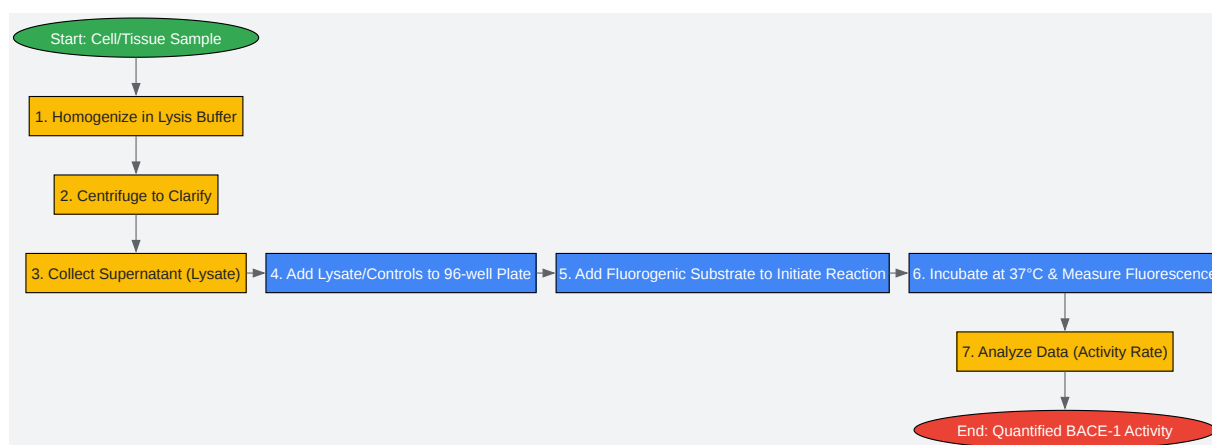 Start: Cell/Tissue Sample
1. Homogenize in Lysis Buffer
2. Centrifuge to Clarify
3. Collect Supernatant (Lysate)
4. Add Lysate/Controls to 96-well Plate
5. Add Fluorogenic Substrate to Initiate Reaction
6. Incubate at 37°C & Measure Fluorescence
7. Analyze Data (Activity Rate)
End: Quantified BACE-1 Activity